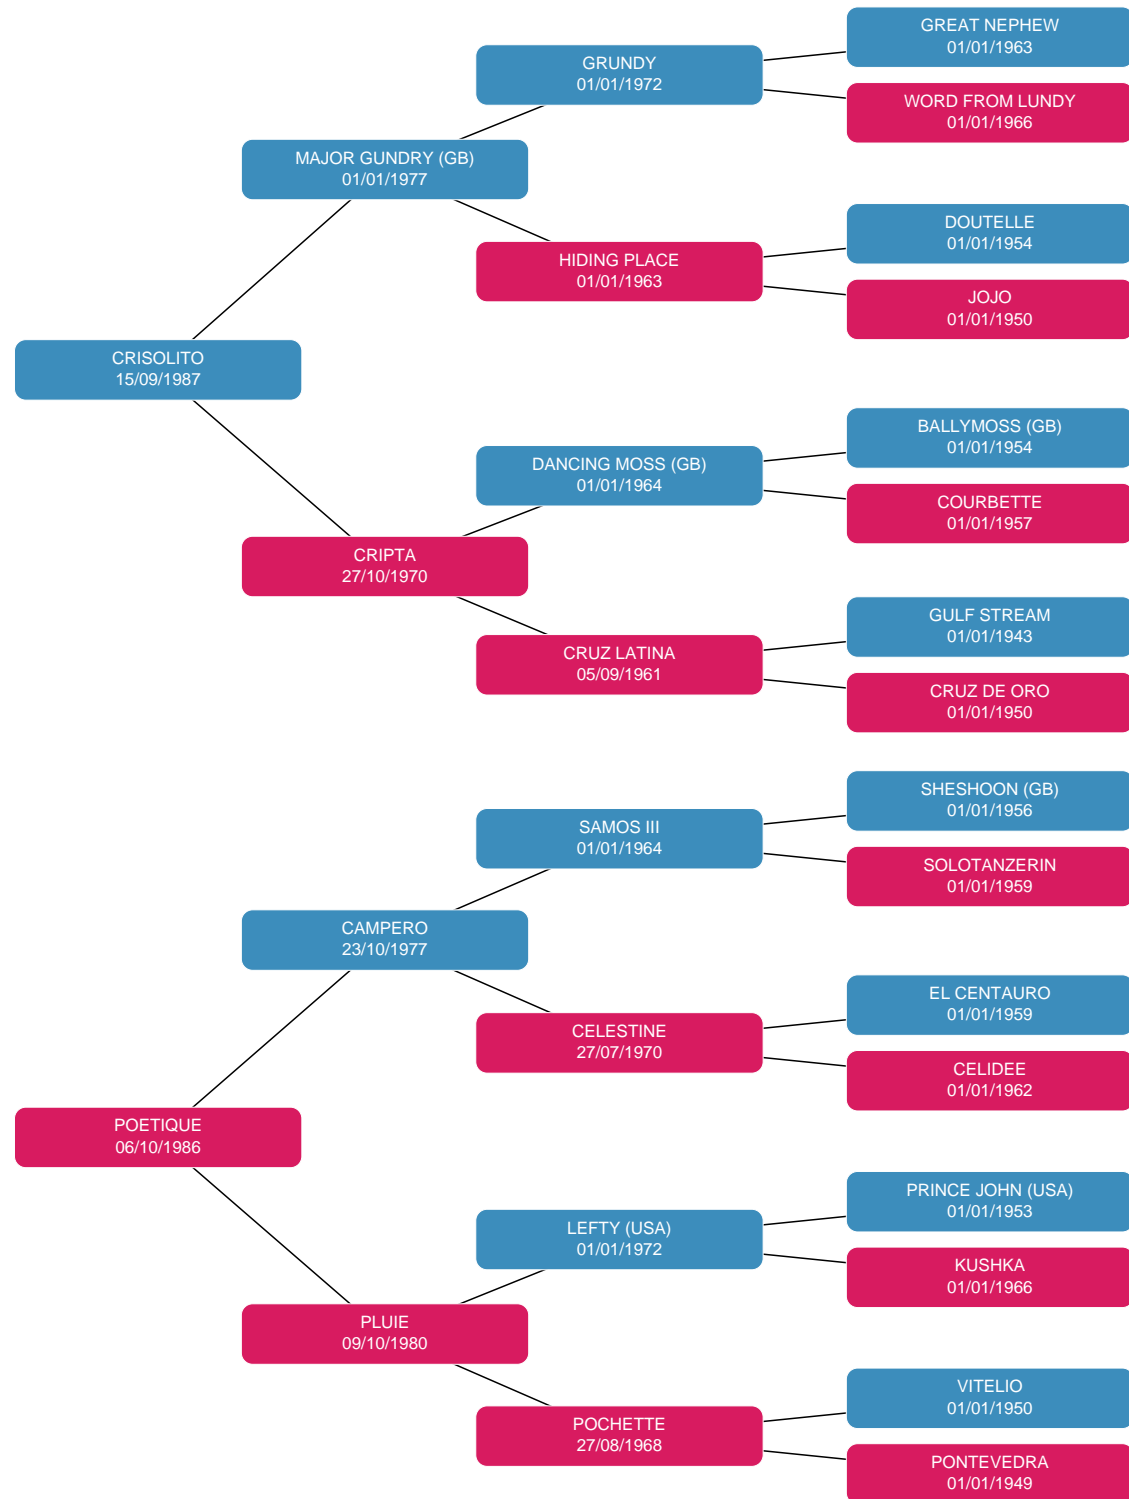 GREAT NEPHEW
01/01/1963
GRUNDY
01/01/1972
WORD FROM LUNDY
01/01/1966
MAJOR GUNDRY (GB)
01/01/1977
DOUTELLE
01/01/1954
HIDING PLACE
01/01/1963
JOJO
01/01/1950
CRISOLITO
15/09/1987
BALLYMOSS (GB)
01/01/1954
DANCING MOSS (GB)
01/01/1964
COURBETTE
01/01/1957
CRIPTA
27/10/1970
GULF STREAM
01/01/1943
CRUZ LATINA
05/09/1961
CRUZ DE ORO
01/01/1950
SHESHOON (GB)
01/01/1956
SAMOS III
01/01/1964
SOLOTANZERIN
01/01/1959
CAMPERO
23/10/1977
EL CENTAURO
01/01/1959
CELESTINE
27/07/1970
CELIDEE
01/01/1962
POETIQUE
06/10/1986
PRINCE JOHN (USA)
01/01/1953
LEFTY (USA)
01/01/1972
KUSHKA
01/01/1966
PLUIE
09/10/1980
VITELIO
01/01/1950
POCHETTE
27/08/1968
PONTEVEDRA
01/01/1949